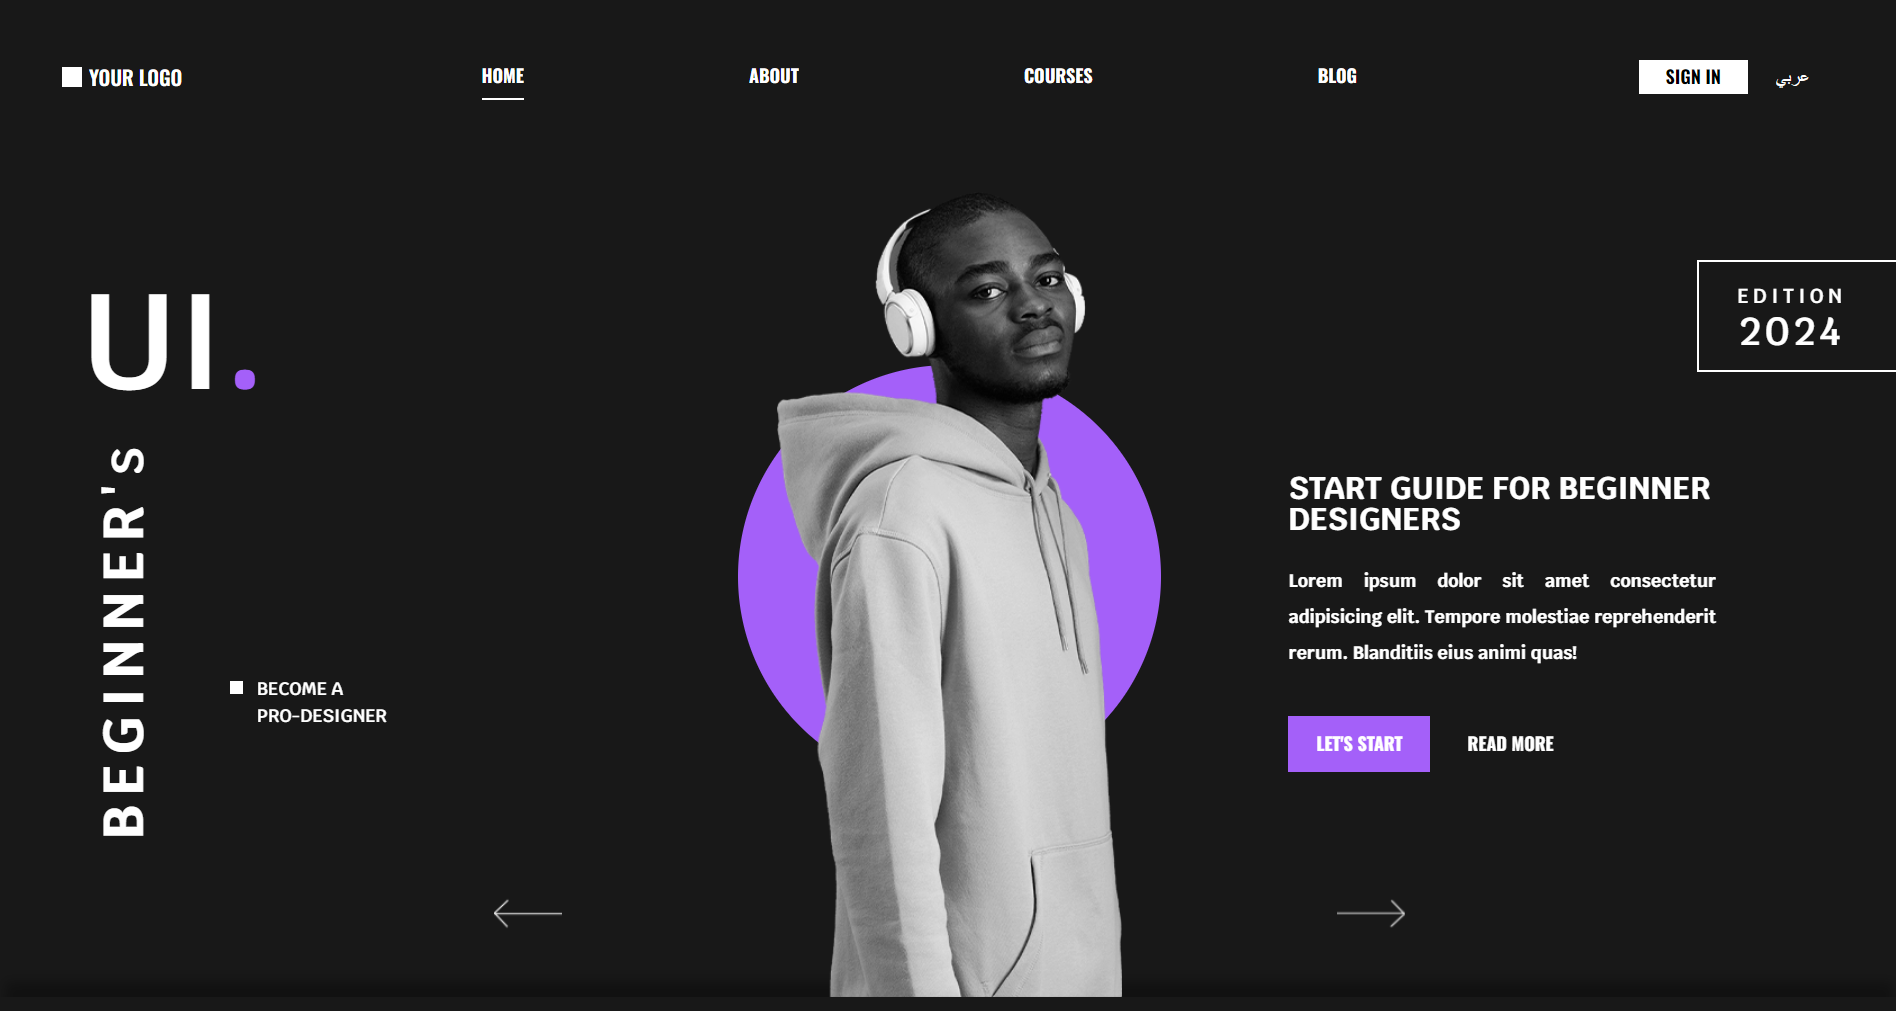 YOUR LOGO
HOME
ABOUT
COURSES
BLOG
SIGN IN
عربي
UI.
BEGINNER's
BECOME A
PRO-DESIGNER
EDITION
2024
START GUIDE FOR BEGINNER
DESIGNERS
Lorem ipsum dolor sit amet consectetur
adipisicing elit. Tempore molestiae reprehenderit
rerum. Blanditiis eius animi quas!
LET'S START
READ MORE